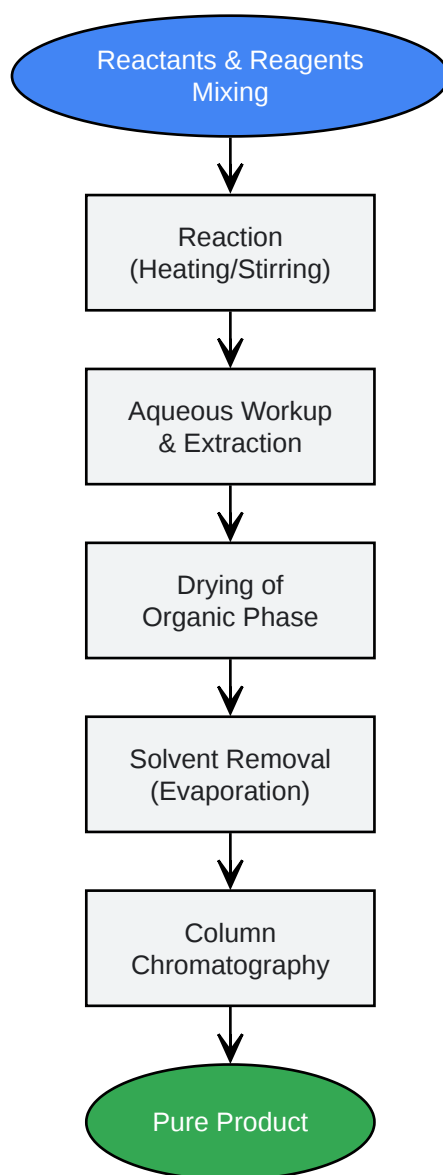 Reactants & Reagents
Mixing
Reaction
(Heating/Stirring)
Aqueous Workup
& Extraction
Drying of
Organic Phase
Solvent Removal
(Evaporation)
Column
Chromatography
Pure Product